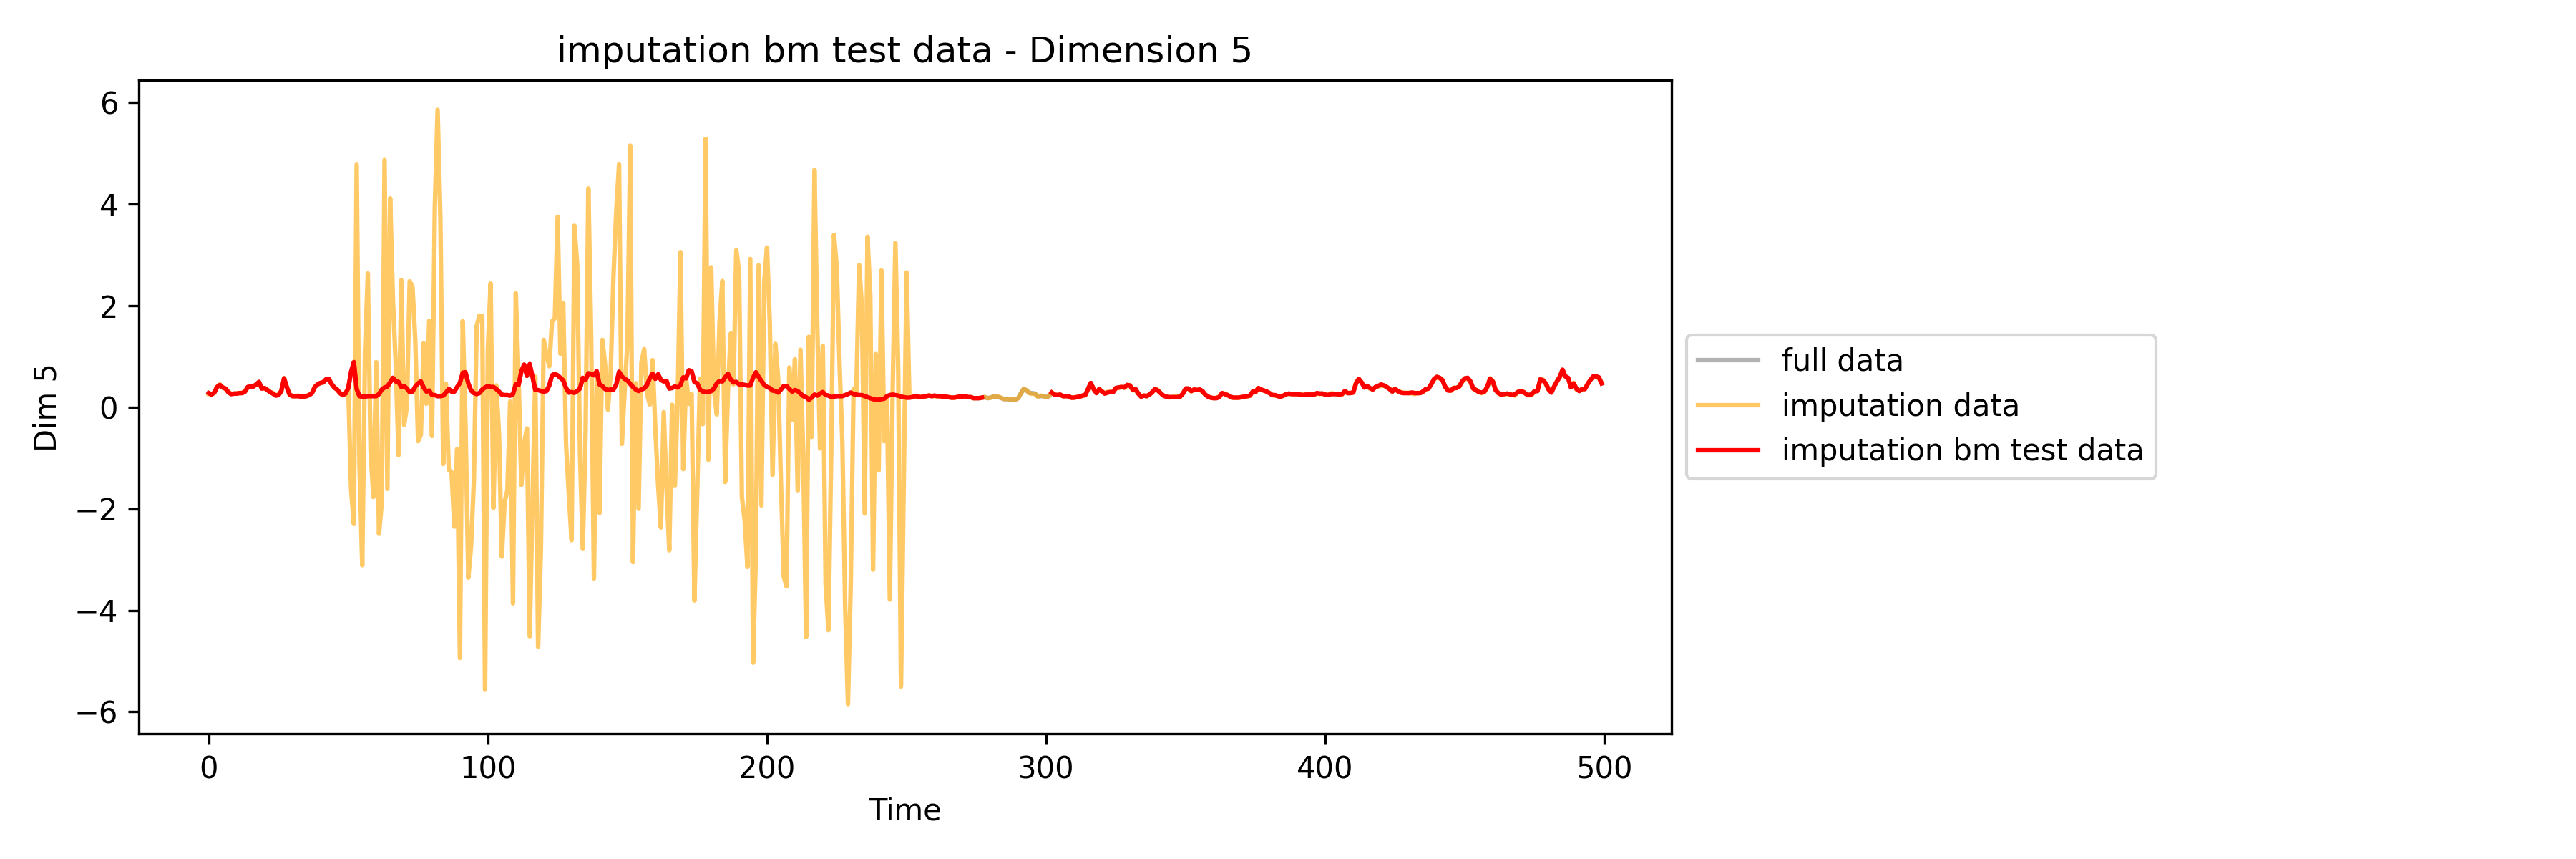 imputation bm test data - Dimension 5
6
4
2
0
−2
−4
−6
Dim 5
0 100 200 300 400 500
Time
full data
imputation data
imputation bm test data